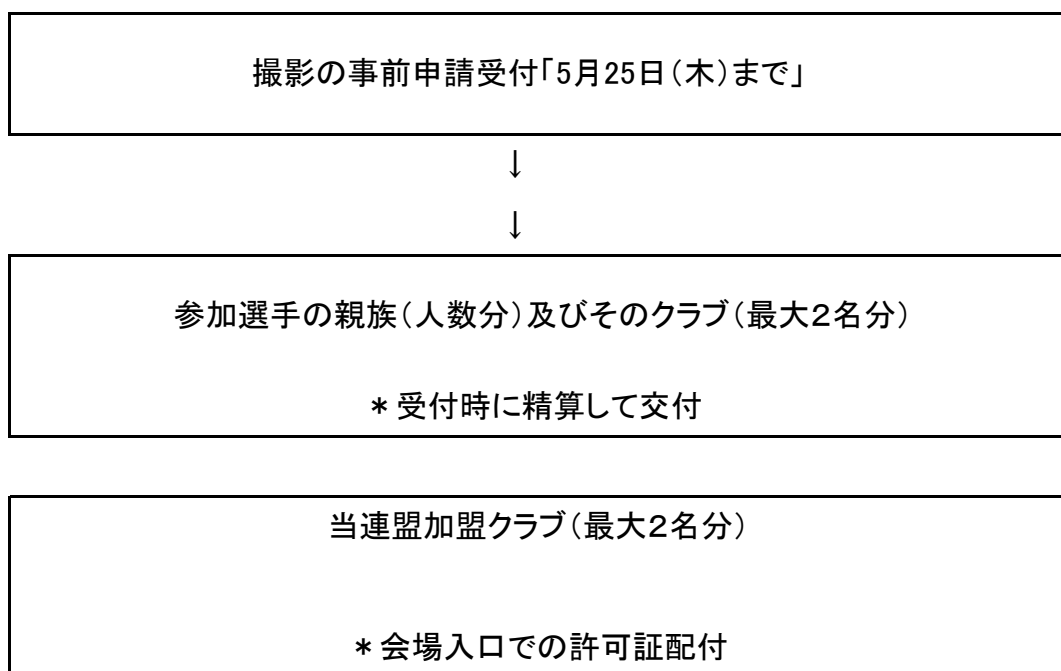 撮影の事前申請受付「5月25日（木）まで」
↓
↓
参加選手の親族（人数分）及びそのクラブ（最大２名分）
＊受付時に精算して交付
当連盟加盟クラブ（最大２名分）
＊会場入口での許可証配付